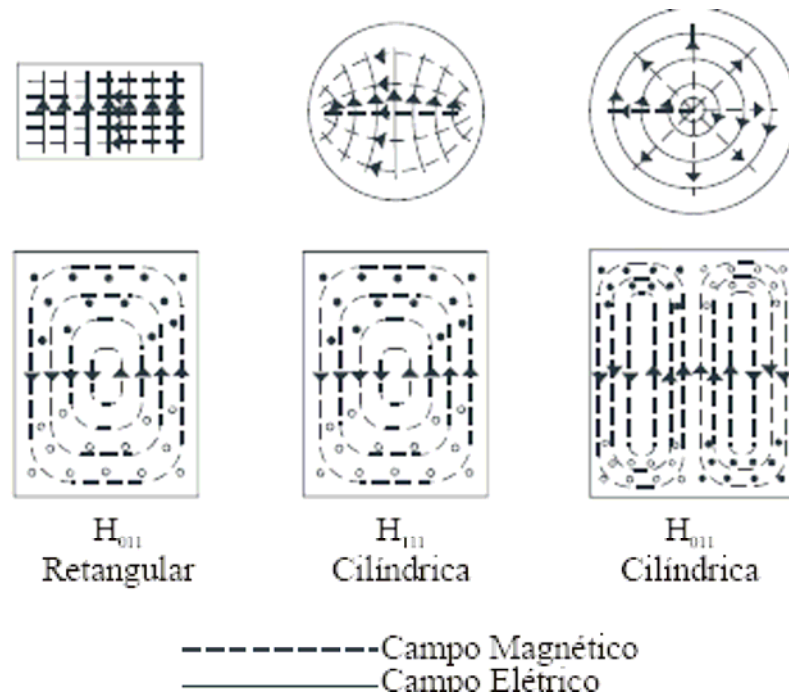 H₀₁₁ H₁₁₁ H₀₁₁
Retangular Cilíndrica Cilíndrica
Campo Magnético
Campo Elétrico